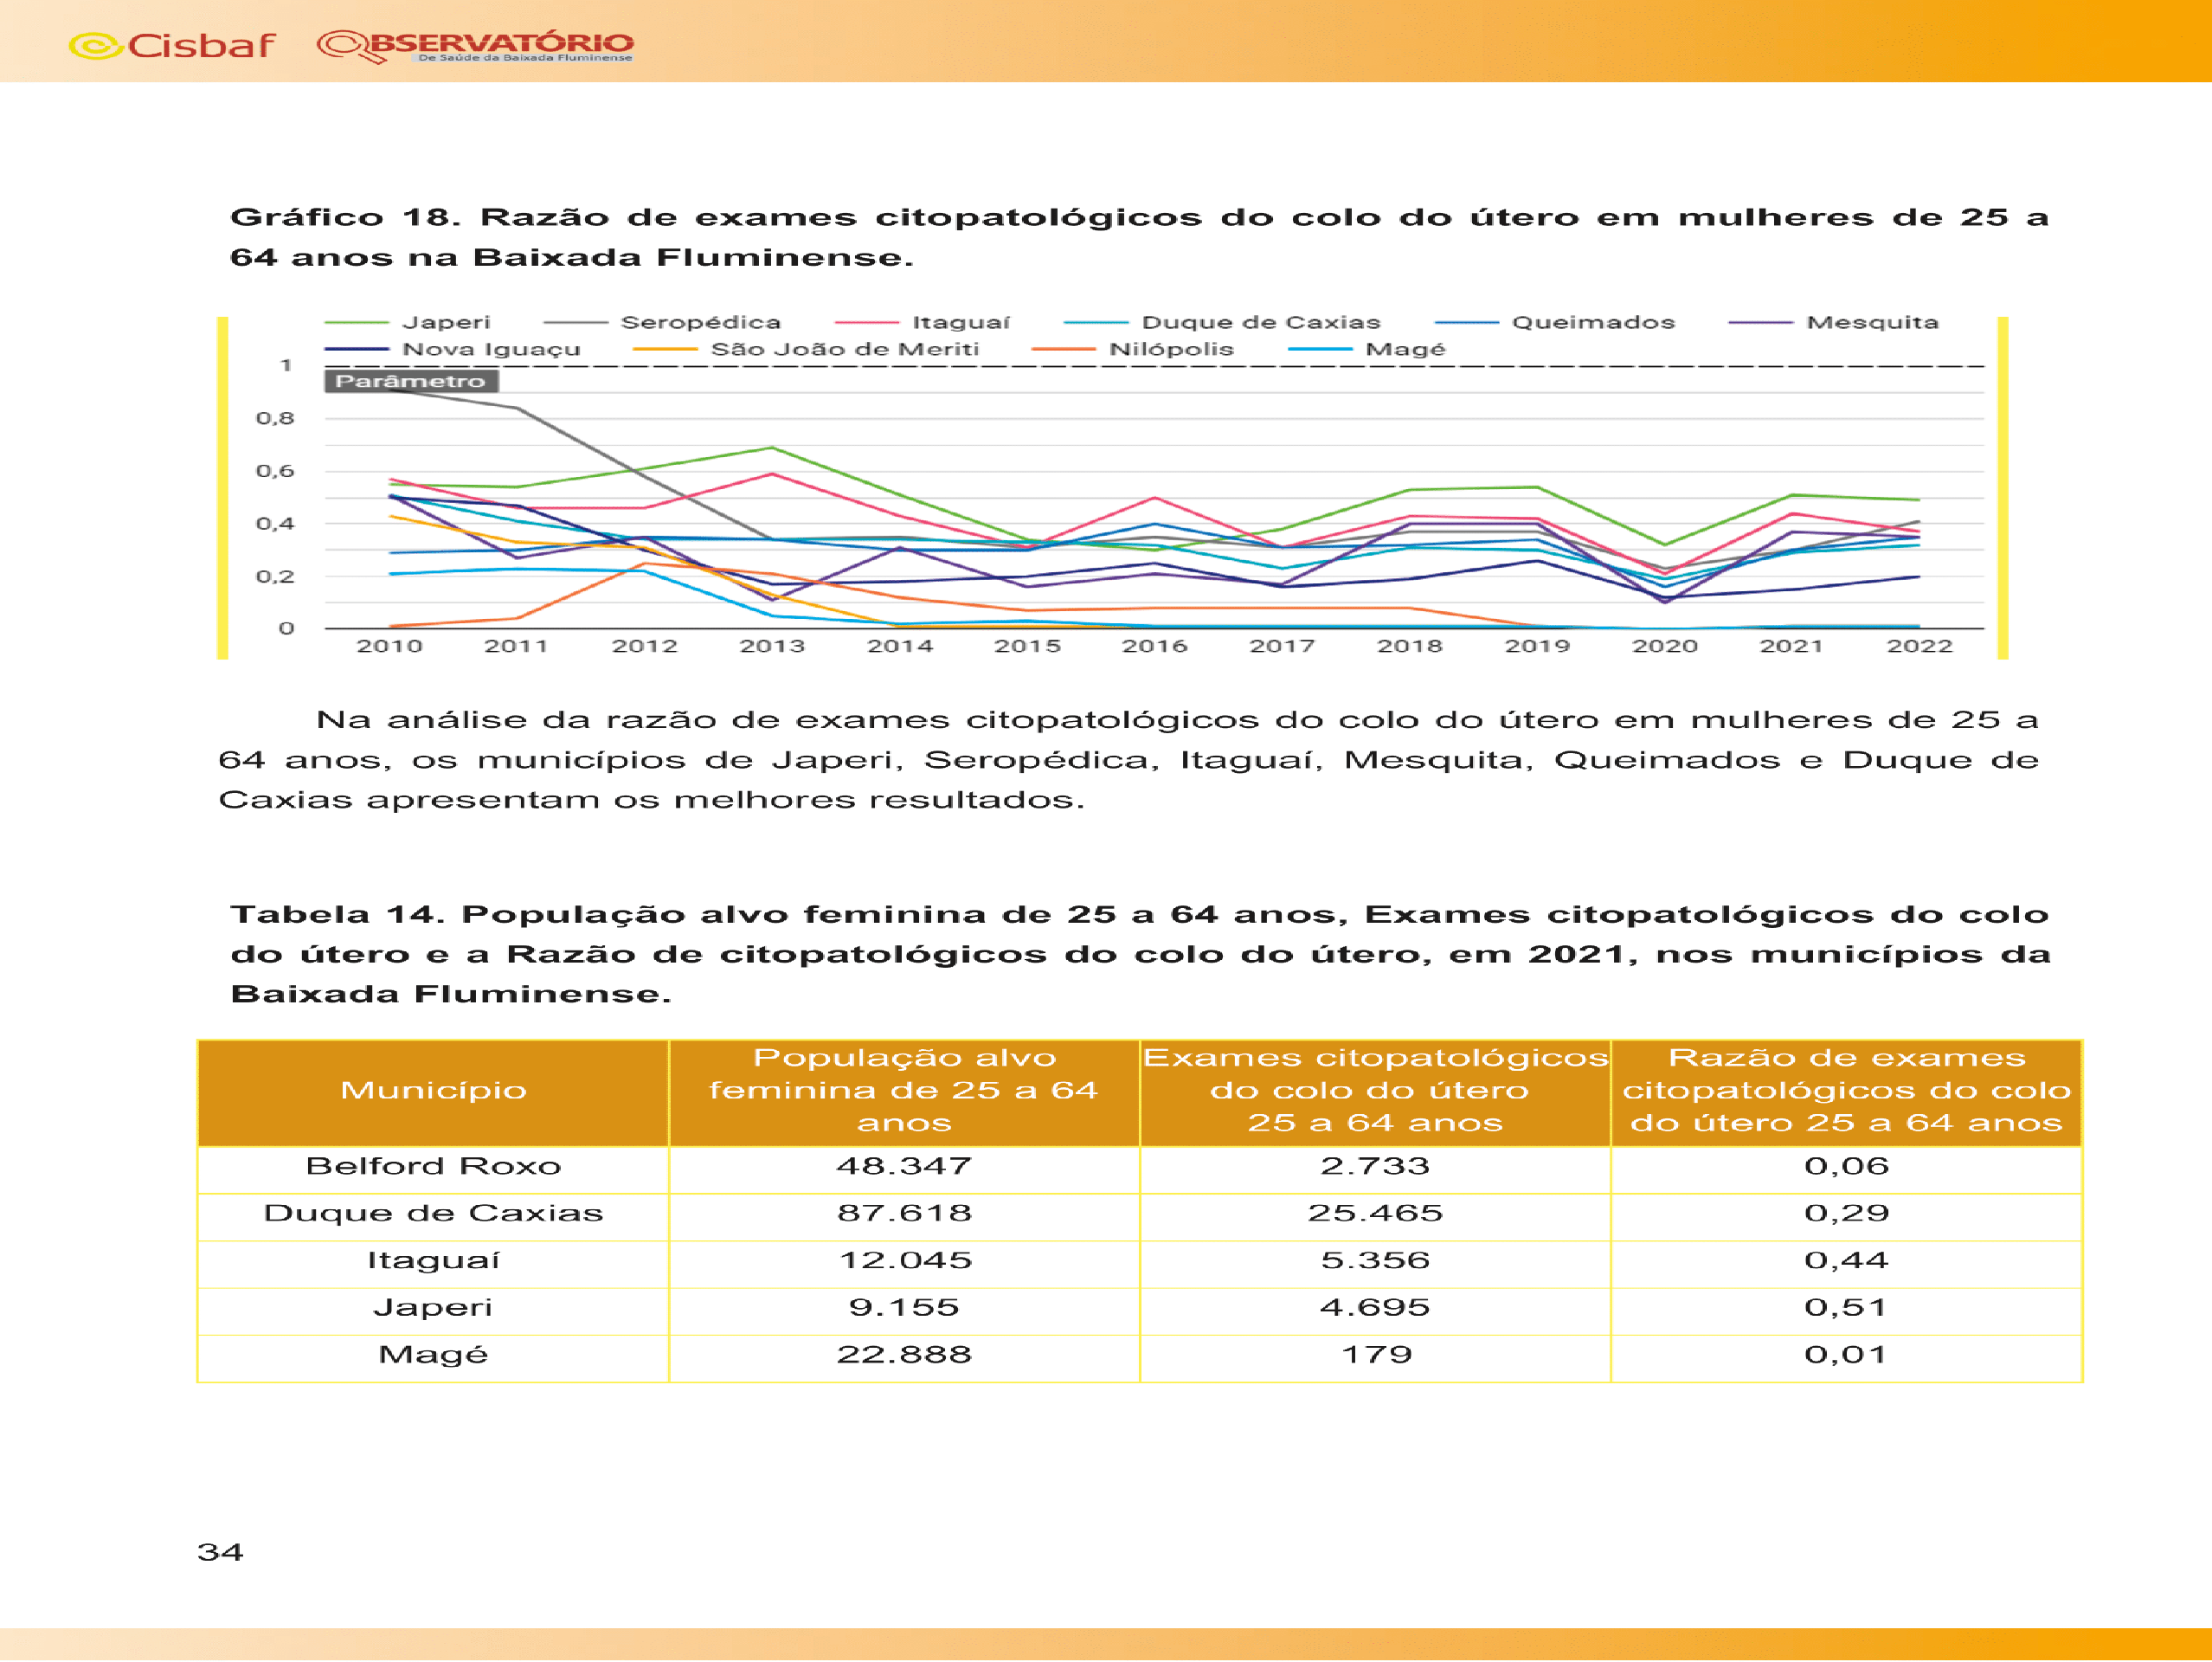 Cisbaf OBSERVATÓRIO
De Saúde da Baixada Fluminense
Gráfico 18. Razão de exames citopatológicos do colo do útero em mulheres de 25 a
64 anos na Baixada Fluminense.
Japeri Seropédica Itaguaí Duque de Caxias Queimados Mesquita
Nova Iguaçu São João de Meriti Nilópolis Magé
1
Parâmetro
0,8
0,6
0,4
0,2
0
2010 2011 2012 2013 2014 2015 2016 2017 2018 2019 2020 2021 2022
Na análise da razão de exames citopatológicos do colo do útero em mulheres de 25 a
64 anos, os municípios de Japeri, Seropédica, Itaguaí, Mesquita, Queimados e Duque de
Caxias apresentam os melhores resultados.
Tabela 14. População alvo feminina de 25 a 64 anos, Exames citopatológicos do colo
do útero e a Razão de citopatológicos do colo do útero, em 2021, nos municípios da
Baixada Fluminense.
Município
População alvo
feminina de 25 a 64
anos
Exames citopatológicos
do colo do útero
25 a 64 anos
Razão de exames
citopatológicos do colo
do útero 25 a 64 anos
Belford Roxo 48.347 2.733 0,06
Duque de Caxias 87.618 25.465 0,29
Itaguaí 12.045 5.356 0,44
Japeri 9.155 4.695 0,51
Magé 22.888 179 0,01
34